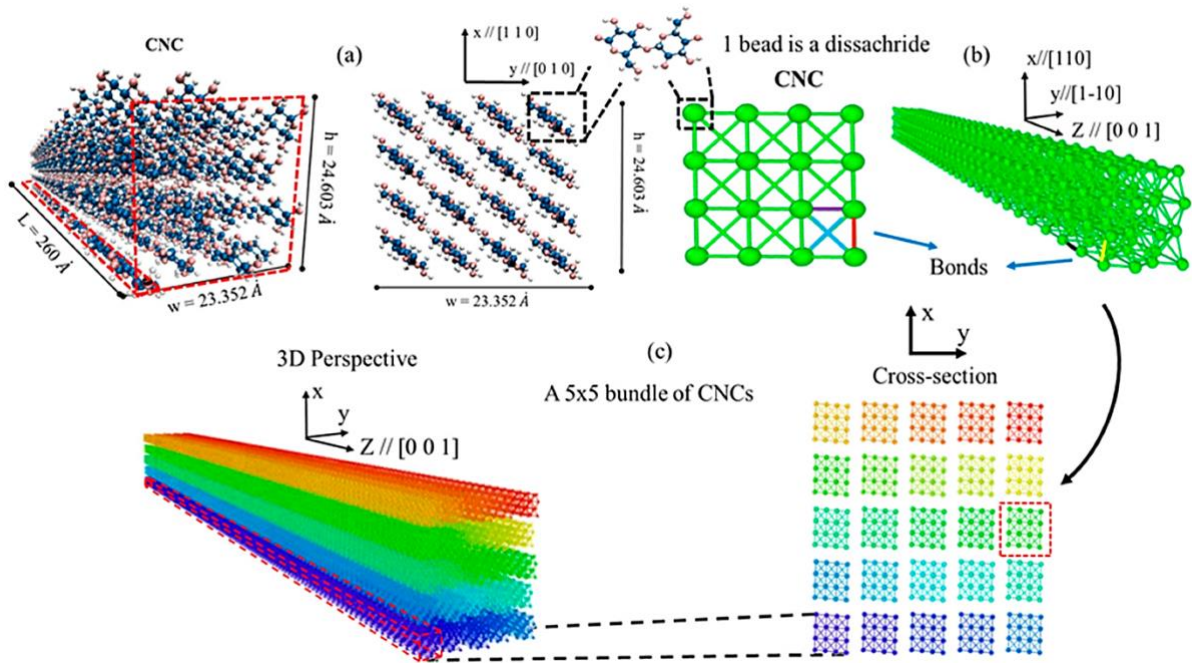 CNC
(a)
x//[1 1 0]
y//[0 1 0]
h = 24.603 Å
L = 260 Å
w = 23.352 Å
h = 24.603 Å
w = 23.352 Å
1 bead is a dissachride
CNC
(b)
x//[110]
y//[1-10]
Z // [0 0 1]
Bonds
(c)
3D Perspective
A 5x5 bundle of CNCs
x
y
Z // [0 0 1]
x
y
Cross-section